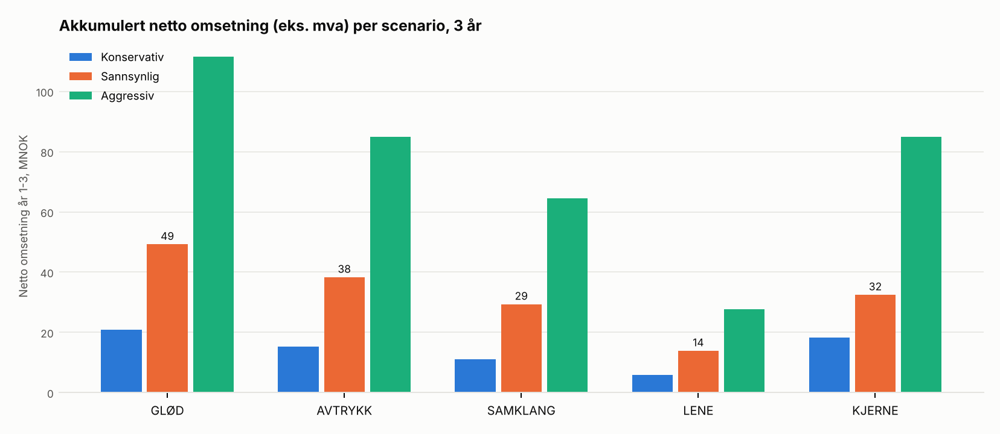 Akkumulert netto omsetning (eks. mva) per scenario, 3 år
Konservativ
Sannsynlig
Aggressiv
Netto omsetning år 1-3, MNOK
100
80
60
40
20
0
49
38
29
14
32
GLØD
AVTRYKK
SAMKLANG
LENE
KJERNE